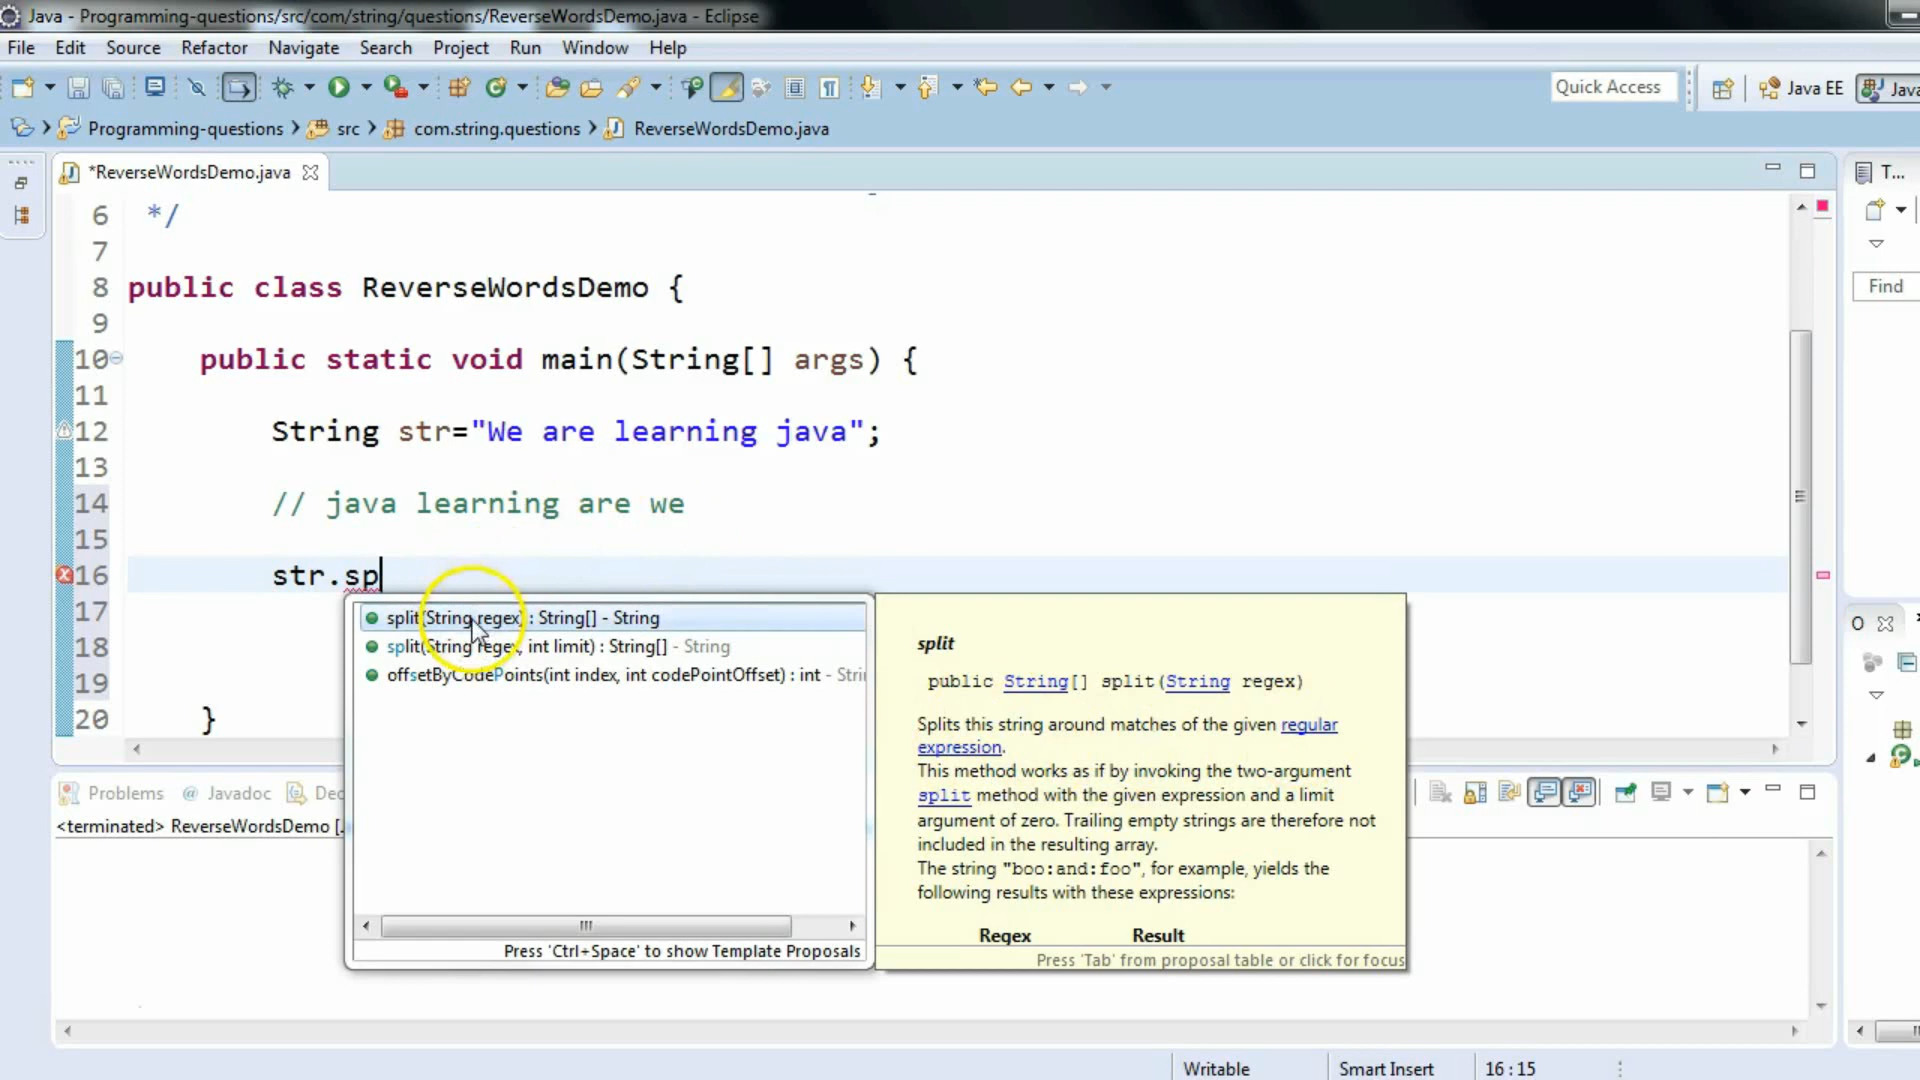 Java - Programming-questions/src/com/string/questions/ReverseWordsDemo.java - Eclipse
File Edit Source Refactor Navigate Search Project Run Window Help
Quick Access Java EE Java
Programming-questions src com.string.questions ReverseWordsDemo.java
*ReverseWordsDemo.java
T...
6 */
7
8 public class ReverseWordsDemo {
Find
9
10 public static void main(String[] args) {
11
12 String str="We are learning java";
13
14 // java learning are we
15
16 str.sp
17
18
19
20 }
split(String regex) : String[] - String
split(String regex, int limit) : String[] - String
offsetByCodePoints(int index, int codePointOffset) : int - Stri
Press 'Ctrl+Space' to show Template Proposals
split
public String[] split(String regex)
Splits this string around matches of the given regular
expression.
This method works as if by invoking the two-argument
split method with the given expression and a limit
argument of zero. Trailing empty strings are therefore not
included in the resulting array.
The string "boo:and:foo", for example, yields the
following results with these expressions:
Regex Result
Press 'Tab' from proposal table or click for focus
O
Problems @ Javadoc Dec
<terminated> ReverseWordsDemo [
Writable Smart Insert 16 : 15